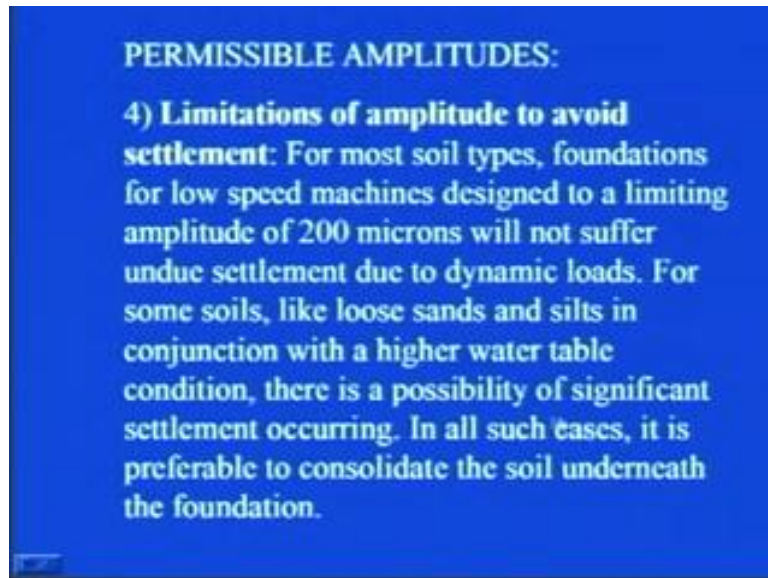 PERMISSIBLE AMPLITUDES:
4) Limitations of amplitude to avoid
settlement: For most soil types, foundations
for low speed machines designed to a limiting
amplitude of 200 microns will not suffer
undue settlement due to dynamic loads. For
some soils, like loose sands and silts in
conjunction with a higher water table
condition, there is a possibility of significant
settlement occurring. In all such cases, it is
preferable to consolidate the soil underneath
the foundation.